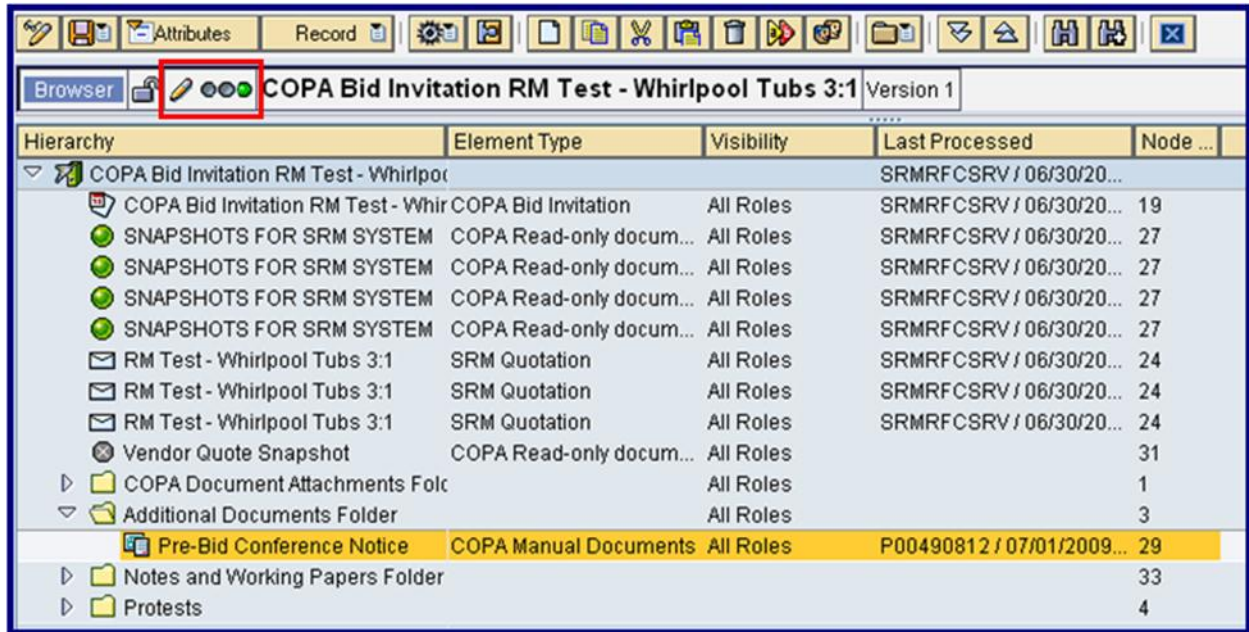 Attributes Record
Browser COPA Bid Invitation RM Test - Whirlpool Tubs 3:1 Version 1
Hierarchy Element Type Visibility Last Processed Node ...
COPA Bid Invitation RM Test - Whirlpoo SRMRFCSRV / 06/30/20...
COPA Bid Invitation RM Test - Whir COPA Bid Invitation All Roles SRMRFCSRV / 06/30/20... 19
SNAPSHOTS FOR SRM SYSTEM COPA Read-only docum... All Roles SRMRFCSRV / 06/30/20... 27
SNAPSHOTS FOR SRM SYSTEM COPA Read-only docum... All Roles SRMRFCSRV / 06/30/20... 27
SNAPSHOTS FOR SRM SYSTEM COPA Read-only docum... All Roles SRMRFCSRV / 06/30/20... 27
SNAPSHOTS FOR SRM SYSTEM COPA Read-only docum... All Roles SRMRFCSRV / 06/30/20... 27
RM Test - Whirlpool Tubs 3:1 SRM Quotation All Roles SRMRFCSRV / 06/30/20... 24
RM Test - Whirlpool Tubs 3:1 SRM Quotation All Roles SRMRFCSRV / 06/30/20... 24
RM Test - Whirlpool Tubs 3:1 SRM Quotation All Roles SRMRFCSRV / 06/30/20... 24
Vendor Quote Snapshot COPA Read-only docum... All Roles 31
COPA Document Attachments Folc All Roles 1
Additional Documents Folder All Roles 3
Pre-Bid Conference Notice COPA Manual Documents All Roles P00490812 / 07/01/2009... 29
Notes and Working Papers Folder 33
Protests 4